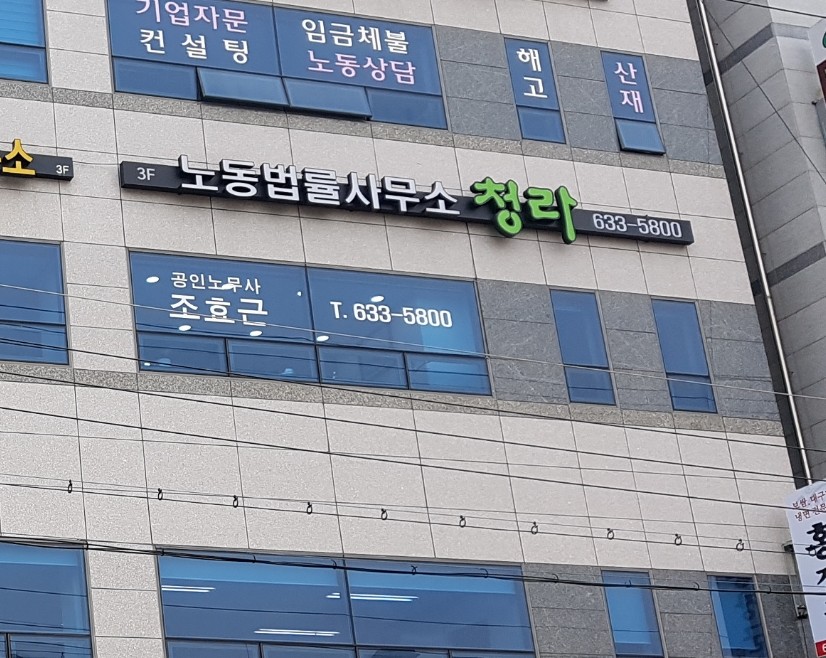 기업자문
컨설팅
임금체불
노동상담
해고
산재
소 3F
3F 노동법률사무소 청라 633-5800
공인노무사
조효근
T. 633-5800